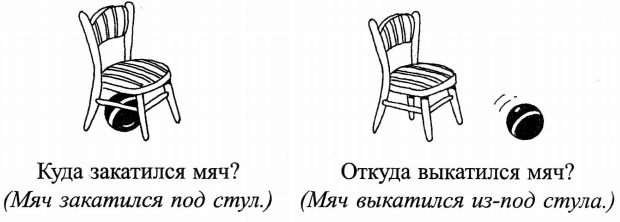 Куда закатился мяч?
(Мяч закатился под стул.)
Откуда выкатился мяч?
(Мяч выкатился из-под стула.)